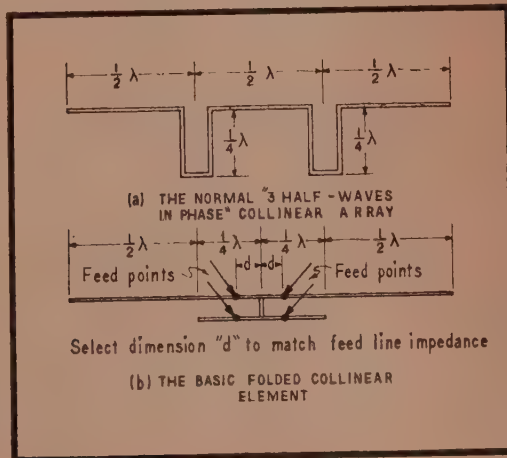 1/2 λ 1/2 λ 1/2 λ
1/4 λ 1/4 λ
(a) THE NORMAL "3 HALF-WAVES
IN PHASE" COLLINEAR ARRAY
1/2 λ 1/4 λ 1/4 λ 1/2 λ
Feed points d d Feed points
Select dimension "d" to match feed line impedance
(b) THE BASIC FOLDED COLLINEAR
ELEMENT